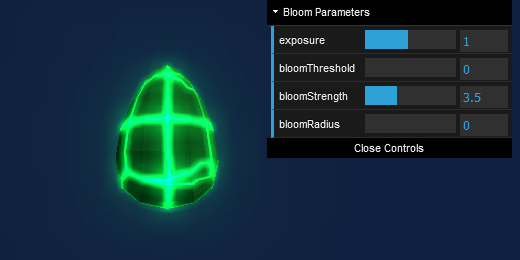 Bloom Parameters
exposure 1
bloomThreshold 0
bloomStrength 3.5
bloomRadius 0
Close Controls